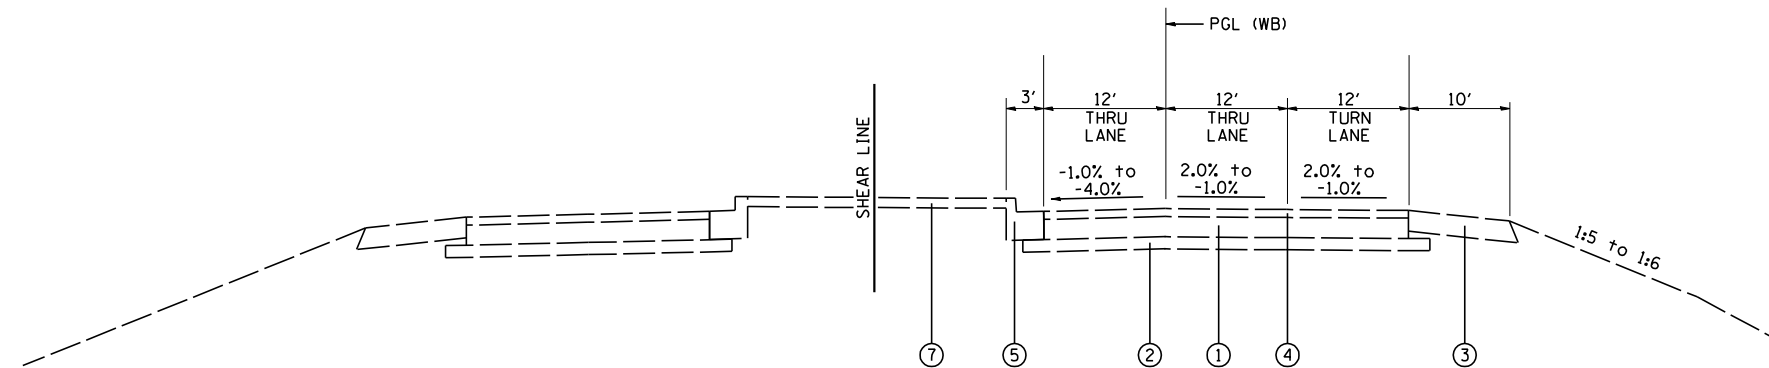 PGL (WB)
3' 12' 12' 12' 10'
THRU THRU TURN
LANE LANE LANE
-1.0% to 2.0% to 2.0% to
-4.0% -1.0% -1.0%
SHEAR LINE
1:5 to 1:6
7 5 2 1 4 3